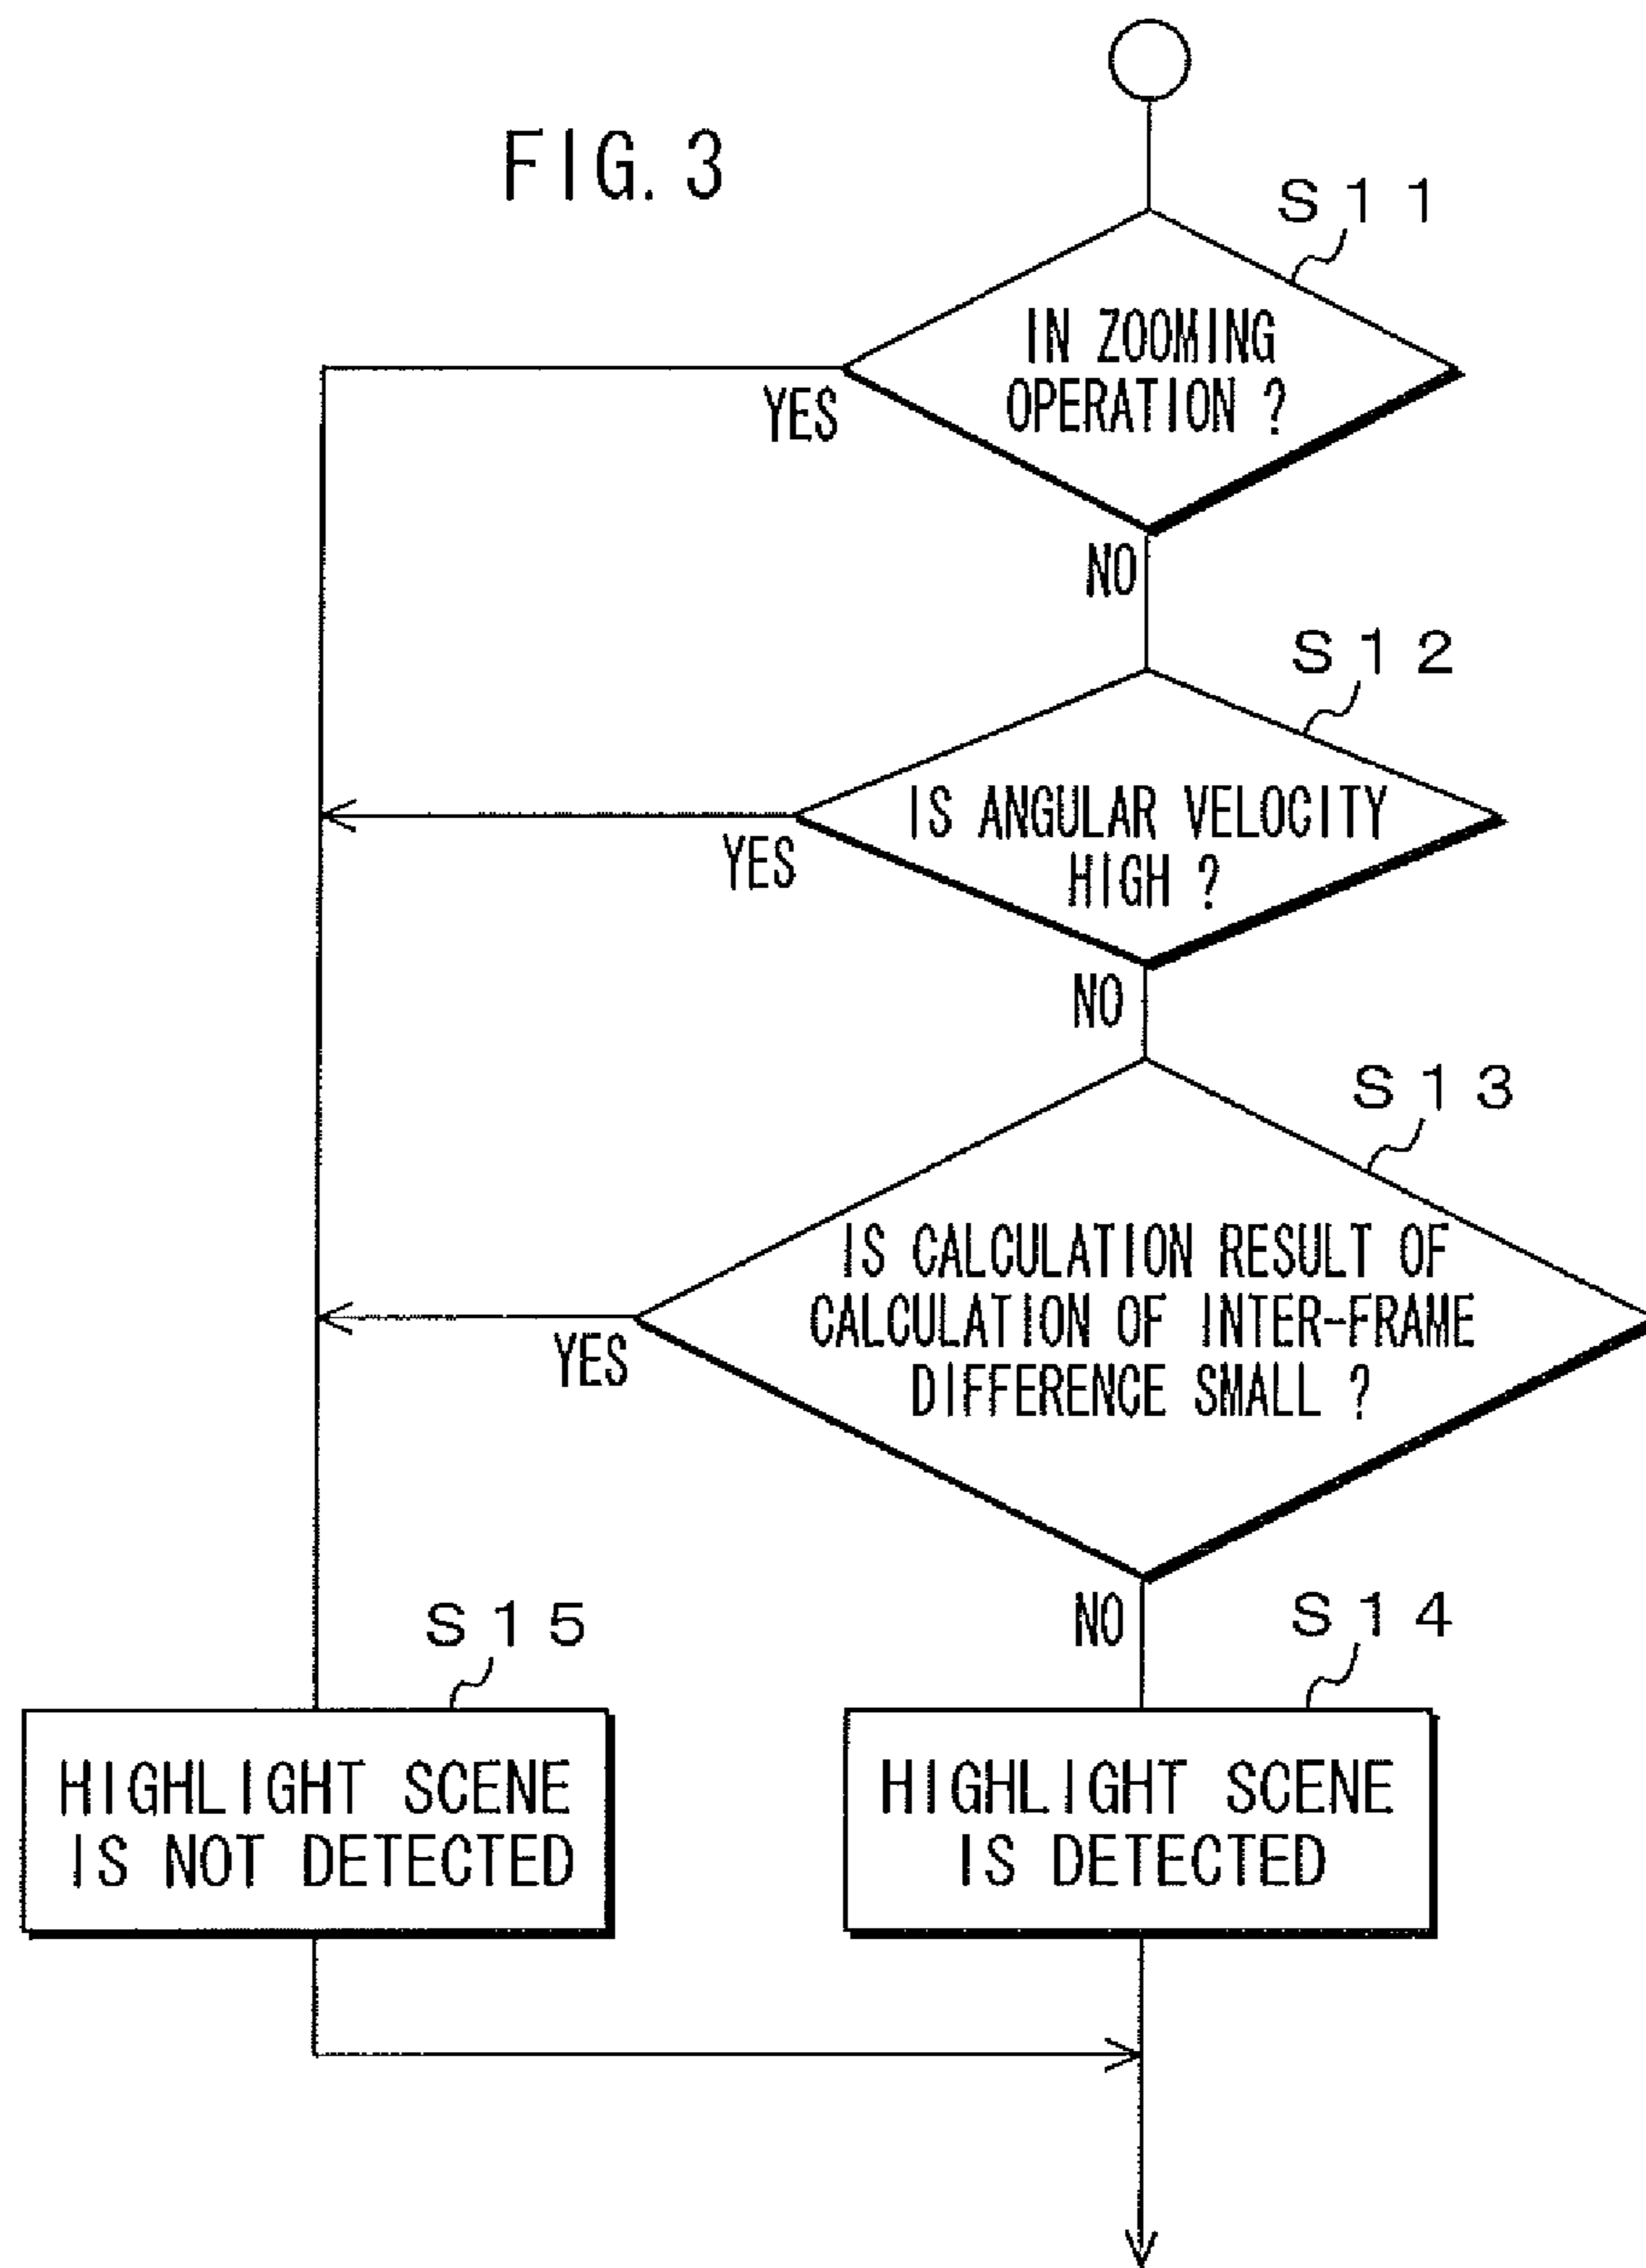 FIG. 3
S11
IN ZOOMING
OPERATION ?
YES
NO
S12
IS ANGULAR VELOCITY
HIGH ?
YES
NO
S13
IS CALCULATION RESULT OF
CALCULATION OF INTER-FRAME
DIFFERENCE SMALL ?
YES
NO
S15
S14
HIGHLIGHT SCENE
IS NOT DETECTED
HIGHLIGHT SCENE
IS DETECTED